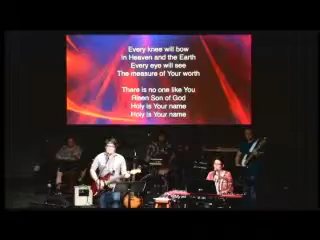 Every knee will bow
in Heaven and the Earth
Every eye will see
The measure of Your worth
There is no one like You
Risen Son of God
Holy is Your name
Holy is Your name